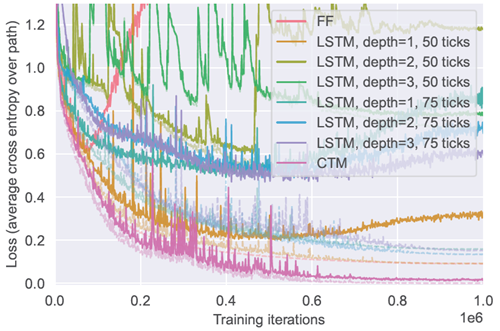 Loss (average cross entropy over path)
1.2
1.0
0.8
0.6
0.4
0.2
0.0
FF
LSTM, depth=1, 50 ticks
LSTM, depth=2, 50 ticks
LSTM, depth=3, 50 ticks
LSTM, depth=1, 75 ticks
LSTM, depth=2, 75 ticks
LSTM, depth=3, 75 ticks
CTM
0.0 0.2 0.4 0.6 0.8 1.0
1e6
Training iterations